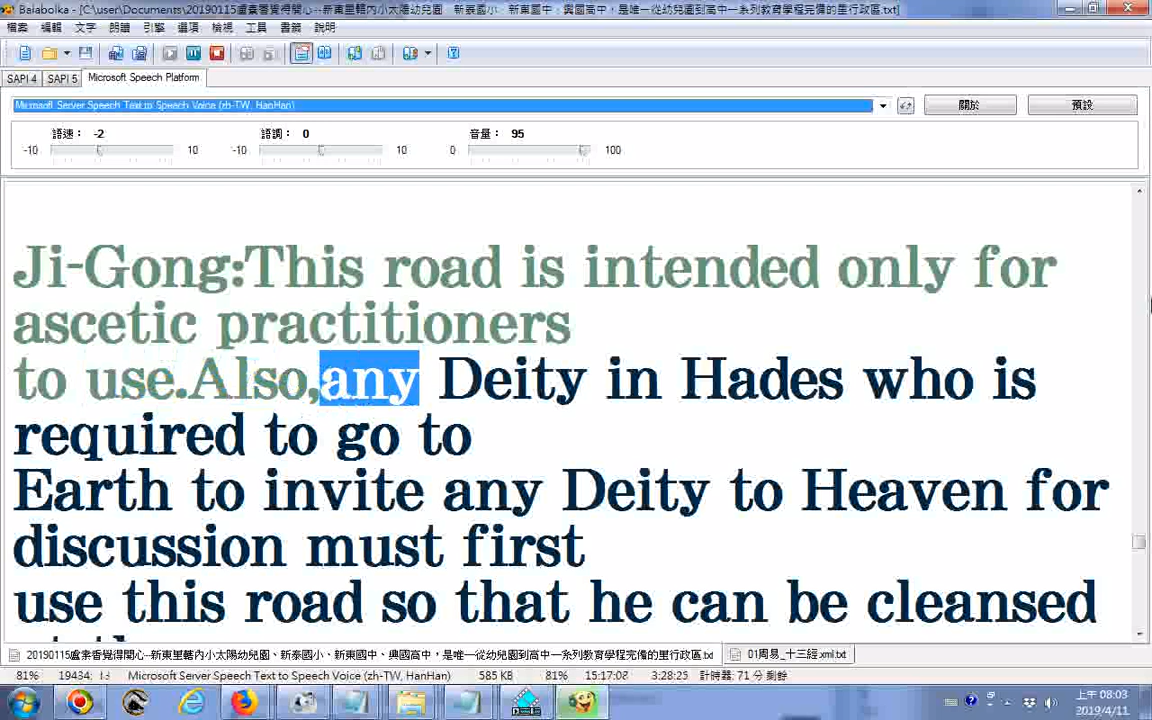 Balabolka - [C:\user\Documents\20190115盧素香覺得開心--新東里轄內小太陽幼兒園、新泰國小、新東國中、興國高中，是唯一從幼兒園到高中一系列教育學程完備的里行政區.txt]
檔案 編輯 文字 朗讀 引擎 選項 檢視 工具 書籤 說明
SAPI 4 SAPI 5 Microsoft Speech Platform
Microsoft Server Speech Text to Speech Voice (zh-TW, HanHan)
關於 預設
語速： -2 語調： 0 音量： 95
-10 10 -10 10 0 100
Ji-Gong:This road is intended only for
ascetic practitioners
to use.Also,any Deity in Hades who is
required to go to
Earth to invite any Deity to Heaven for
discussion must first
use this road so that he can be cleansed
20190115盧素香覺得開心--新東里轄內小太陽幼兒園、新泰國小、新東國中、興國高中，是唯一從幼兒園到高中一系列教育學程完備的里行政區.txt 01周易_十三經.xml.txt
81% Microsoft Server Speech Text to Speech Voice (zh-TW, HanHan) 585 KB 81% 15:17:08 3:28:25 計時器: 71 分 剩餘
上午 08:03
2019/4/11